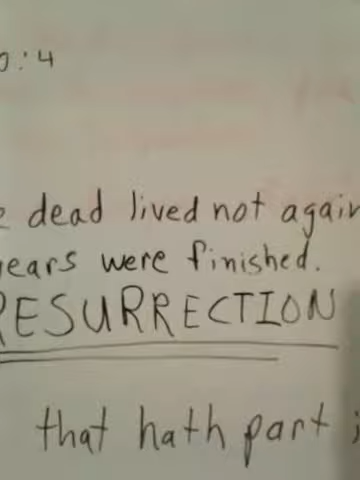 0:4
e dead lived not again
years were finished.
RESURRECTION
that hath part i